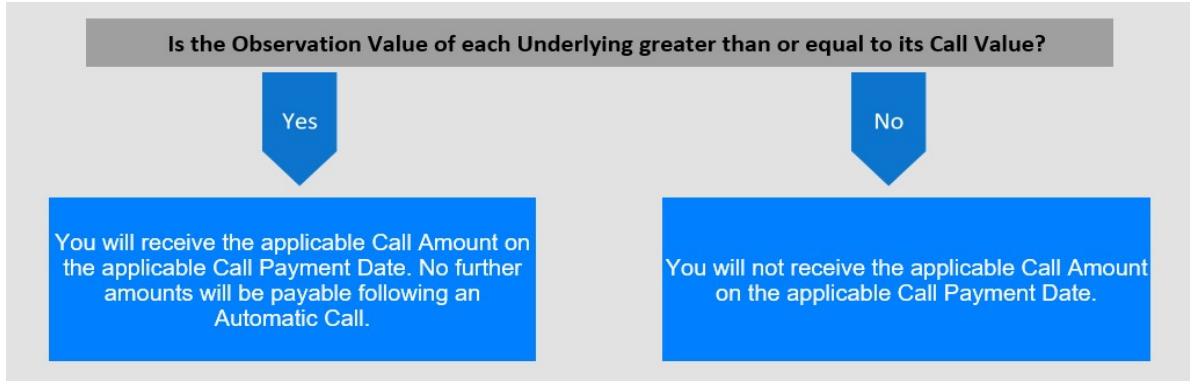 Is the Observation Value of each Underlying greater than or equal to its Call Value?
Yes
No
You will receive the applicable Call Amount on
the applicable Call Payment Date. No further
amounts will be payable following an
Automatic Call.
You will not receive the applicable Call Amount
on the applicable Call Payment Date.